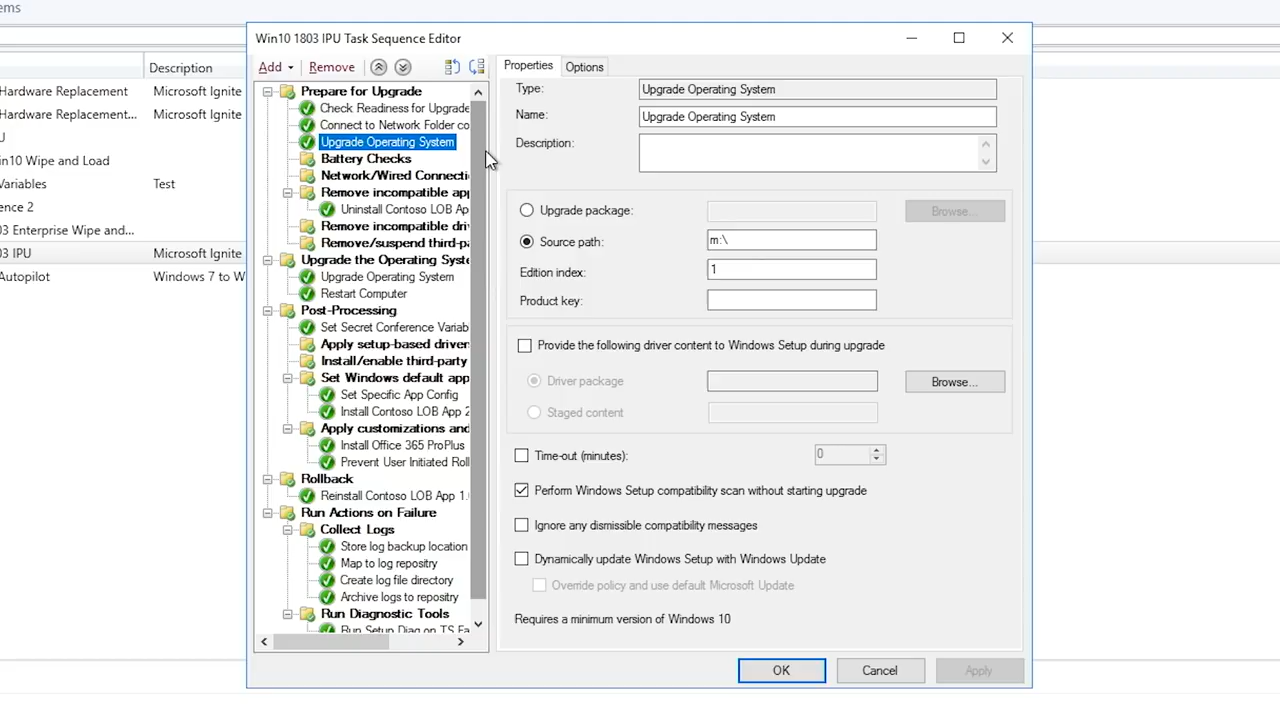 ems
Description
Hardware Replacement
Microsoft Ignite
Hardware Replacement...
Microsoft Ignite
U
in10 Wipe and Load
Variables
Test
ence 2
03 Enterprise Wipe and...
03 IPU
Microsoft Ignite
Autopilot
Windows 7 to W
Win10 1803 IPU Task Sequence Editor
Add
Remove
Prepare for Upgrade
Check Readiness for Upgrade
Connect to Network Folder co
Upgrade Operating System
Battery Checks
Network/Wired Connecti
Remove incompatible app
Uninstall Contoso LOB Ap
Remove incompatible dri
Remove/suspend third-pa
Upgrade the Operating Syste
Upgrade Operating System
Restart Computer
Post-Processing
Set Secret Conference Variab
Apply setup-based driver
Install/enable third-party
Set Windows default app
Set Specific App Config
Install Contoso LOB App 2
Apply customizations and
Install Office 365 ProPlus
Prevent User Initiated Roll
Rollback
Reinstall Contoso LOB App 1.
Run Actions on Failure
Collect Logs
Store log backup location
Map to log repositry
Create log file directory
Archive logs to repositry
Run Diagnostic Tools
Run Setup Diag on TS Fa
Properties
Options
Type:
Upgrade Operating System
Name:
Upgrade Operating System
Description:
Upgrade package:
Browse...
Source path:
m:\
Edition index:
1
Product key:
Provide the following driver content to Windows Setup during upgrade
Driver package
Browse...
Staged content
Time-out (minutes):
0
Perform Windows Setup compatibility scan without starting upgrade
Ignore any dismissible compatibility messages
Dynamically update Windows Setup with Windows Update
Override policy and use default Microsoft Update
Requires a minimum version of Windows 10
OK
Cancel
Apply